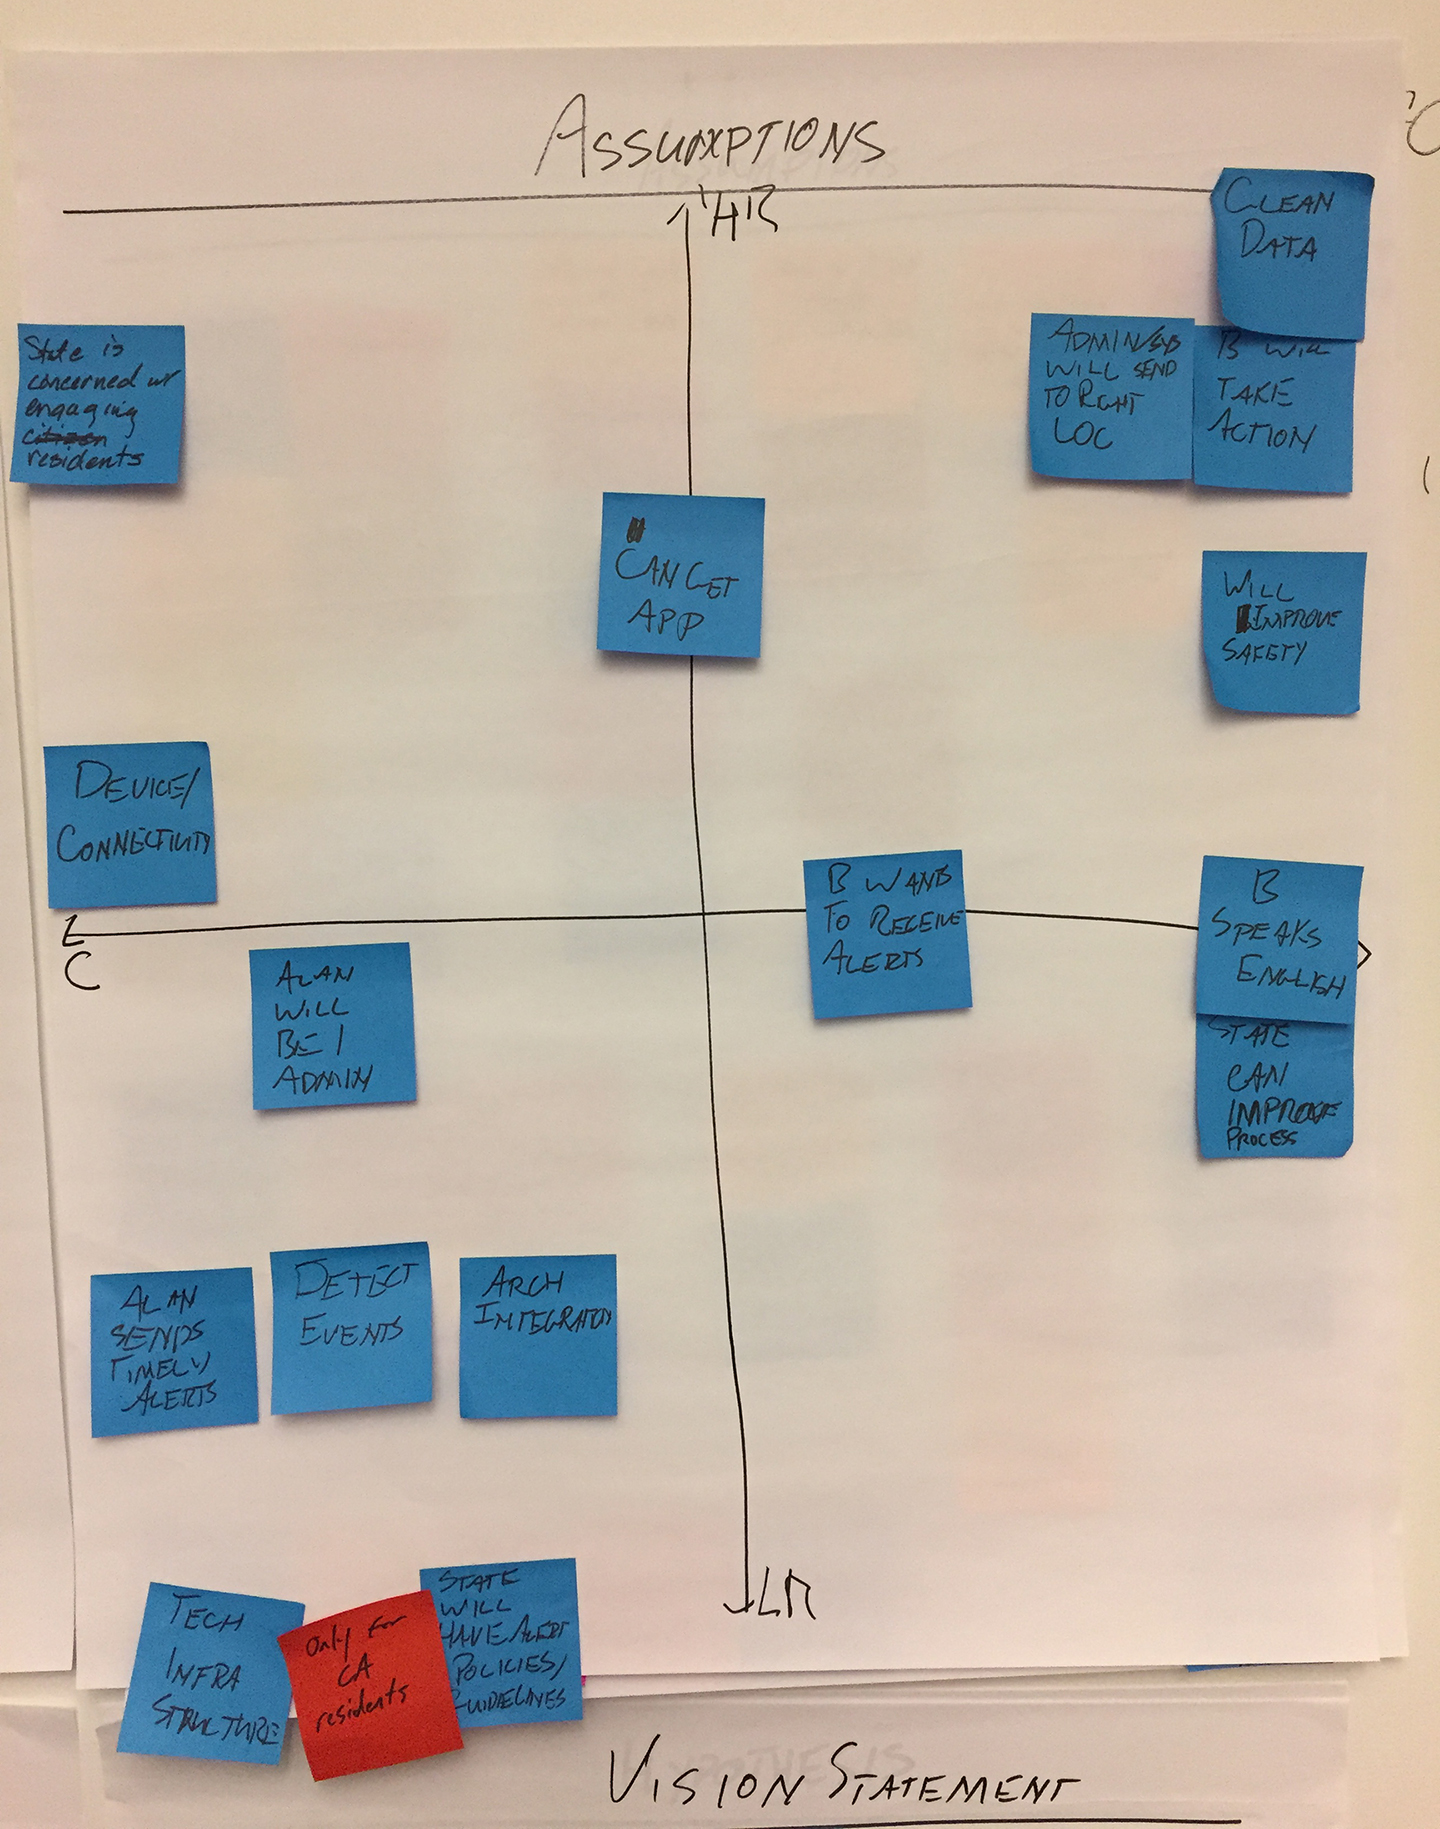 ASSUMPTIONS
HR
CLEAN
DATA
State is
concerned w/
engaging
citizen
residents
ADMIN/SYS
WILL SEND
TO RIGHT
LOC
B WILL
TAKE
ACTION
CAN GET
APP
WILL
IMPROVE
SAFETY
DEVICE/
CONNECTIVITY
B WANTS
TO RECEIVE
ALERTS
B
SPEAKS
ENGLISH
C
ALAN
WILL
BE 1
ADMIN
STATE
CAN
IMPROVE
PROCESS
ALAN
SENDS
TIMELY
ALERTS
DETECT
EVENTS
ARCH
INTEGRATION
LR
TECH
INFRA
STRUCTURE
Only for
CA
residents
STATE
WILL
HAVE ALERT
POLICIES/
GUIDELINES
VISION STATEMENT